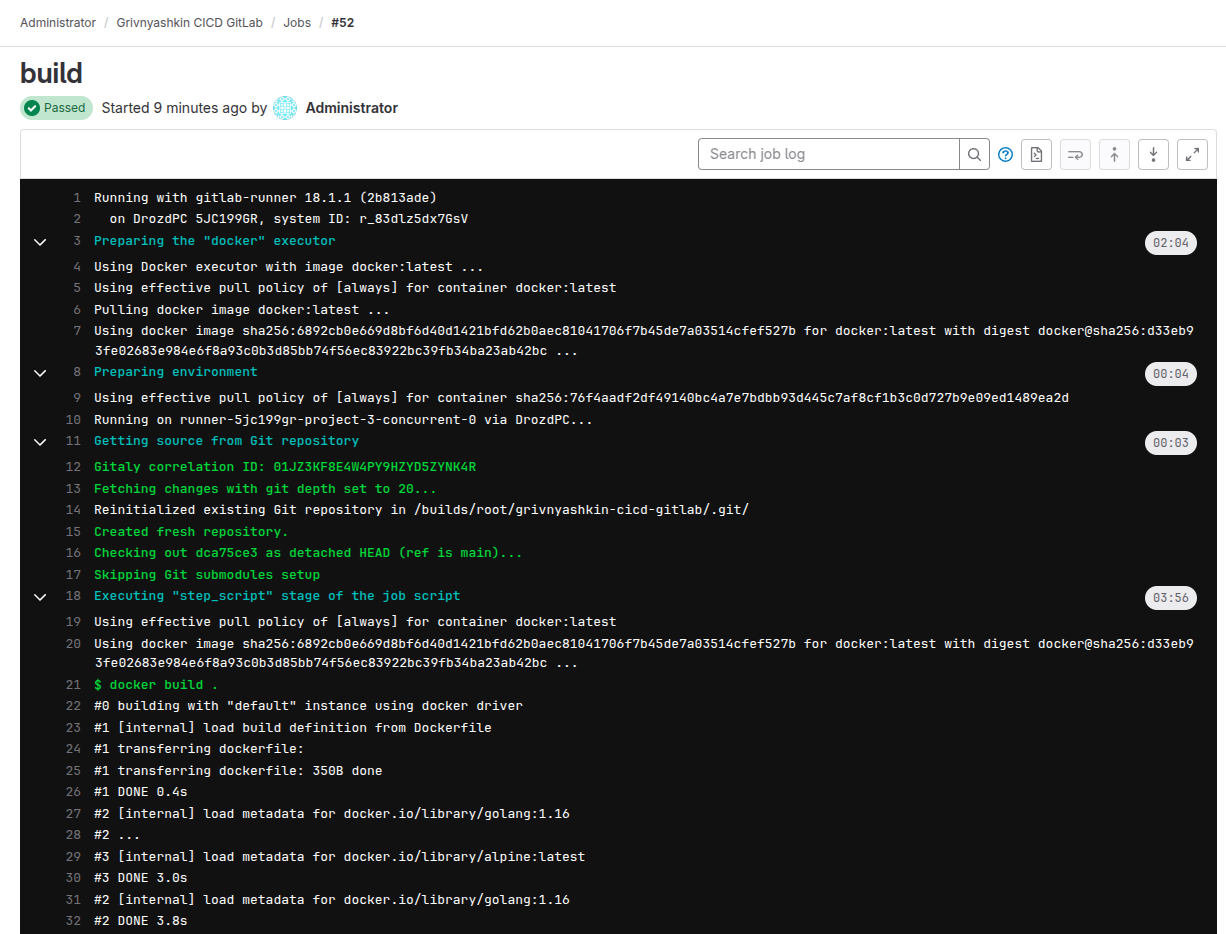 Administrator / Grivnyashkin CICD GitLab / Jobs / #52
build
Passed Started 9 minutes ago by Administrator
Search job log
1 Running with gitlab-runner 18.1.1 (2b813ade)
2 on DrozdPC 5JC199GR, system ID: r_83dlz5dx7GsV
3 Preparing the "docker" executor 02:04
4 Using Docker executor with image docker:latest ...
5 Using effective pull policy of [always] for container docker:latest
6 Pulling docker image docker:latest ...
7 Using docker image sha256:6892cb0e669d8bf6d40d1421bfd62b0aec81041706f7b45de7a03514cfef527b for docker:latest with digest docker@sha256:d33eb9
3fe02683e984e6f8a93c0b3d85bb74f56ec83922bc39fb34ba23ab42bc ...
8 Preparing environment 00:04
9 Using effective pull policy of [always] for container sha256:76f4aadf2df49140bc4a7e7bdbb93d445c7af8cf1b3c0d727b9e09ed1489ea2d
10 Running on runner-5jc199gr-project-3-concurrent-0 via DrozdPC...
11 Getting source from Git repository 00:03
12 Gitaly correlation ID: 01JZ3KF8E4W4PY9HZYD5ZYNK4R
13 Fetching changes with git depth set to 20...
14 Reinitialized existing Git repository in /builds/root/grivnyashkin-cicd-gitlab/.git/
15 Created fresh repository.
16 Checking out dca75ce3 as detached HEAD (ref is main)...
17 Skipping Git submodules setup
18 Executing "step_script" stage of the job script 03:56
19 Using effective pull policy of [always] for container docker:latest
20 Using docker image sha256:6892cb0e669d8bf6d40d1421bfd62b0aec81041706f7b45de7a03514cfef527b for docker:latest with digest docker@sha256:d33eb9
3fe02683e984e6f8a93c0b3d85bb74f56ec83922bc39fb34ba23ab42bc ...
21 $ docker build .
22 #0 building with "default" instance using docker driver
23 #1 [internal] load build definition from Dockerfile
24 #1 transferring dockerfile:
25 #1 transferring dockerfile: 350B done
26 #1 DONE 0.4s
27 #2 [internal] load metadata for docker.io/library/golang:1.16
28 #2 ...
29 #3 [internal] load metadata for docker.io/library/alpine:latest
30 #3 DONE 3.0s
31 #2 [internal] load metadata for docker.io/library/golang:1.16
32 #2 DONE 3.8s